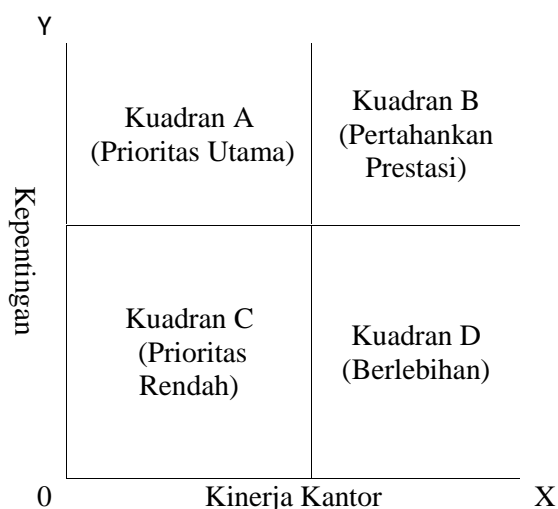 Y
Kuadran A
(Prioritas Utama)
Kuadran B
(Pertahankan
Prestasi)
Kepentingan
Kuadran C
(Prioritas
Rendah)
Kuadran D
(Berlebihan)
0
Kinerja Kantor
X